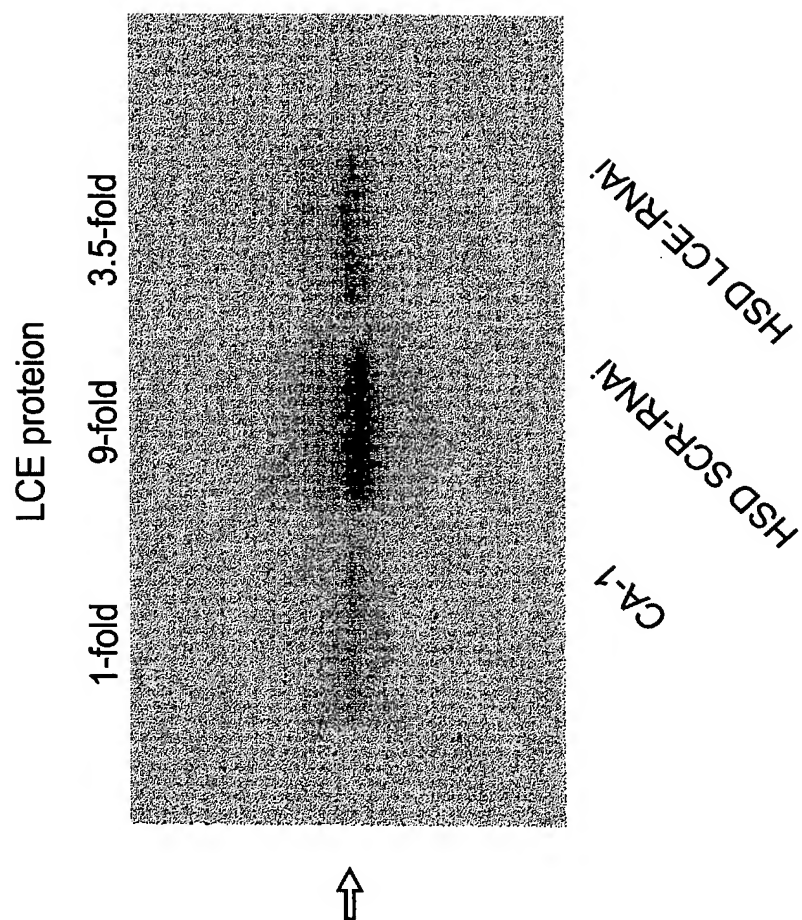 LCE proteion
1-fold 9-fold 3.5-fold
CA-1 HSD SCR-RNAi HSD LCE-RNAi